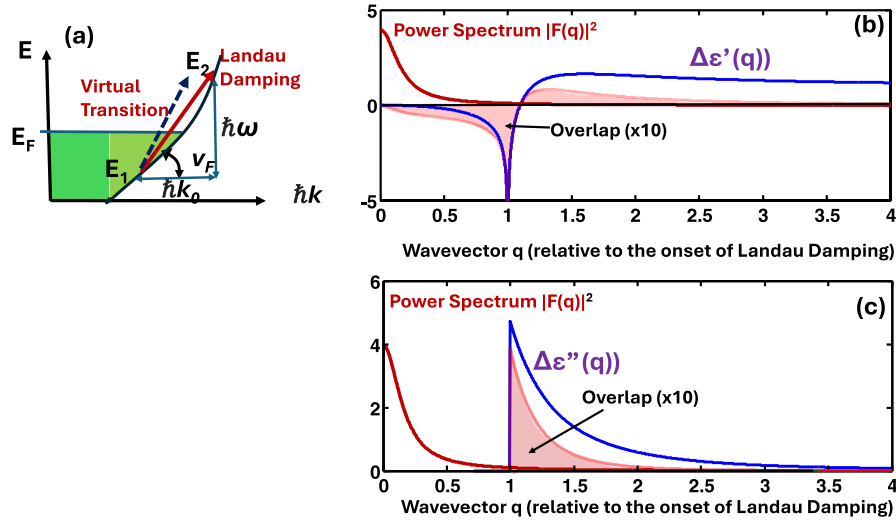 (a)
E
E₂
Landau
Damping
Virtual
Transition
E_F
ħω
E₁
v_F
ħk₀
ħk
(b)
Power Spectrum |F(q)|²
Δε’(q))
Overlap (x10)
5
0
-5
0 0.5 1 1.5 2 2.5 3 3.5 4
Wavevector q (relative to the onset of Landau Damping)
(c)
Power Spectrum |F(q)|²
Δε”(q))
Overlap (x10)
6
4
2
0
0 0.5 1 1.5 2 2.5 3 3.5 4
Wavevector q (relative to the onset of Landau Damping)